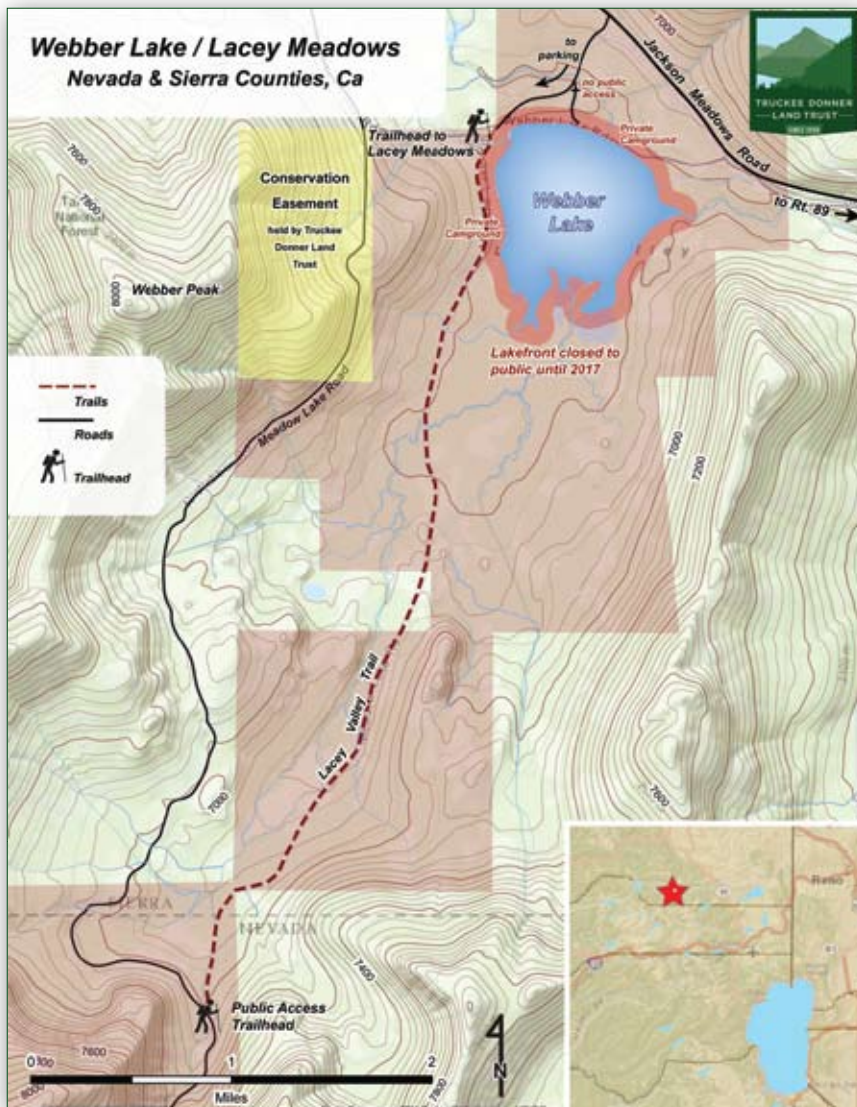 Webber Lake / Lacey Meadows
Nevada & Sierra Counties, Ca
TRUCKEE DONNER
LAND TRUST
7000
to
parking
no public
access
Jackson Meadows
Road
to Rt. 89
Trailhead to
Lacey Meadows
Private
Campground
Webber
Lake
Private
Campground
Lakefront closed to
public until 2017
7600
7800
National
Forest
8000
Webber Peak
Conservation
Easement
held by Truckee
Donner Land
Trust
Meadow Lake Road
Trails
Roads
Trailhead
7000
7200
Lacey Valley Trail
7000
7600
SIERRA
NEVADA
7400
Public Access
Trailhead
N
0
1
2
Miles
7600
8000
7800
Reno